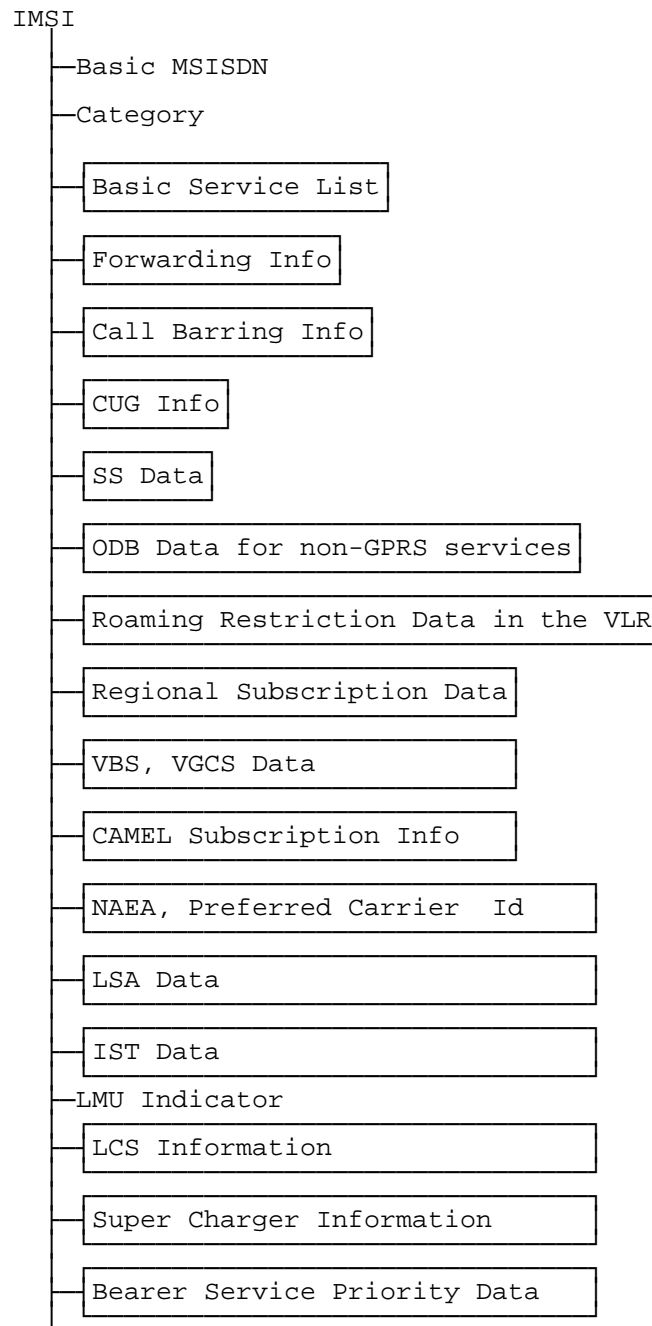 IMSI
Basic MSISDN
Category
Basic Service List
Forwarding Info
Call Barring Info
CUG Info
SS Data
ODB Data for non-GPRS services
Roaming Restriction Data in the VLR
Regional Subscription Data
VBS, VGCS Data
CAMEL Subscription Info
NAEA, Preferred Carrier  Id
LSA Data
IST Data
LMU Indicator
LCS Information
Super Charger Information
Bearer Service Priority Data